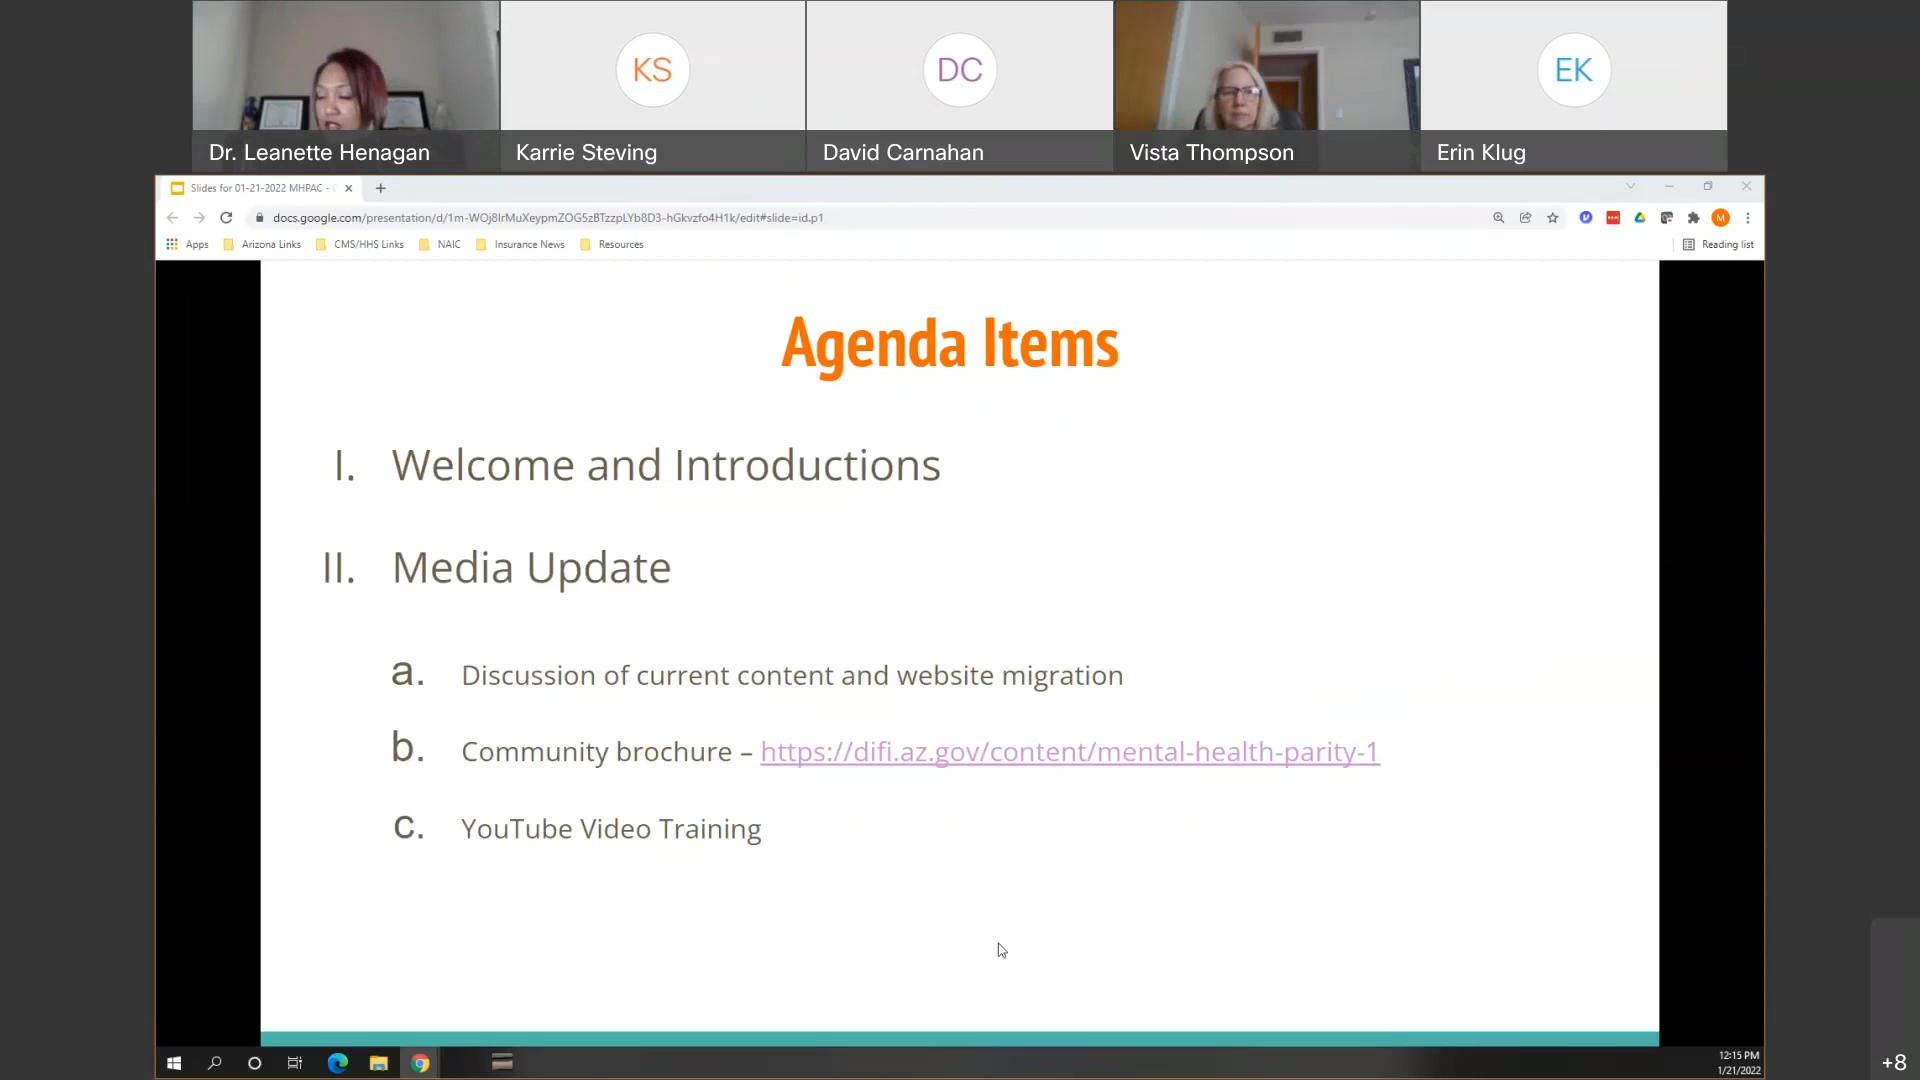 KS
DC
EK
Dr. Leanette Henagan
Karrie Steving
David Carnahan
Vista Thompson
Erin Klug
Slides for 01-21-2022 MHPAC -
docs.google.com/presentation/d/1m-WOj8IrMuXeypmZOG5zBTzzpLYb8D3-hGkvzfo4H1k/edit#slide=id.p1
M
Apps
Arizona Links
CMS/HHS Links
NAIC
Insurance News
Resources
Reading list
Agenda Items
I. Welcome and Introductions
II. Media Update
a. Discussion of current content and website migration
b. Community brochure – https://difi.az.gov/content/mental-health-parity-1
c. YouTube Video Training
12:15 PM
1/21/2022
+8